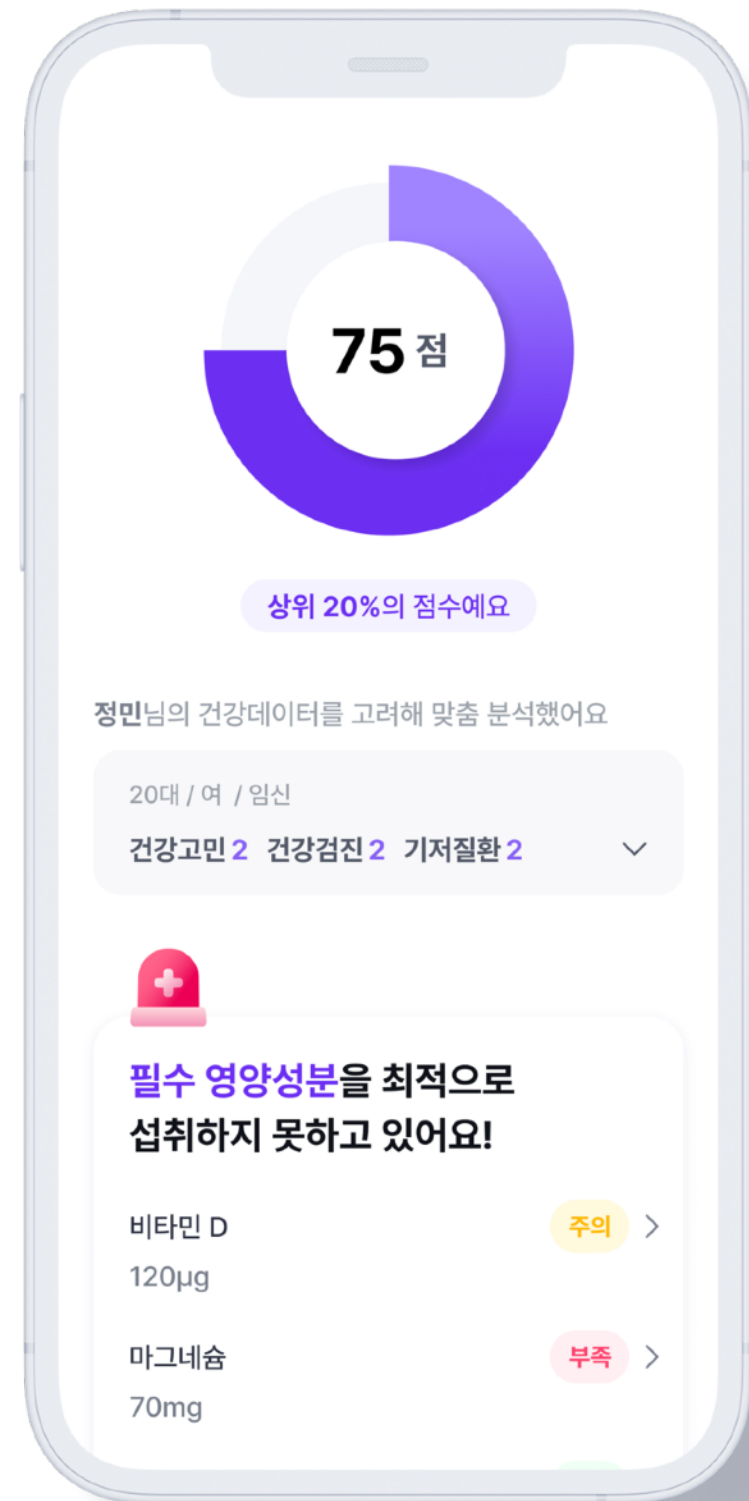 75 점
상위 20%의 점수예요
정민님의 건강데이터를 고려해 맞춤 분석했어요
20대 / 여 / 임신
건강고민 2 건강검진 2 기저질환 2
필수 영양성분을 최적으로
섭취하지 못하고 있어요!
비타민 D 주의
120μg
마그네슘 부족
70mg